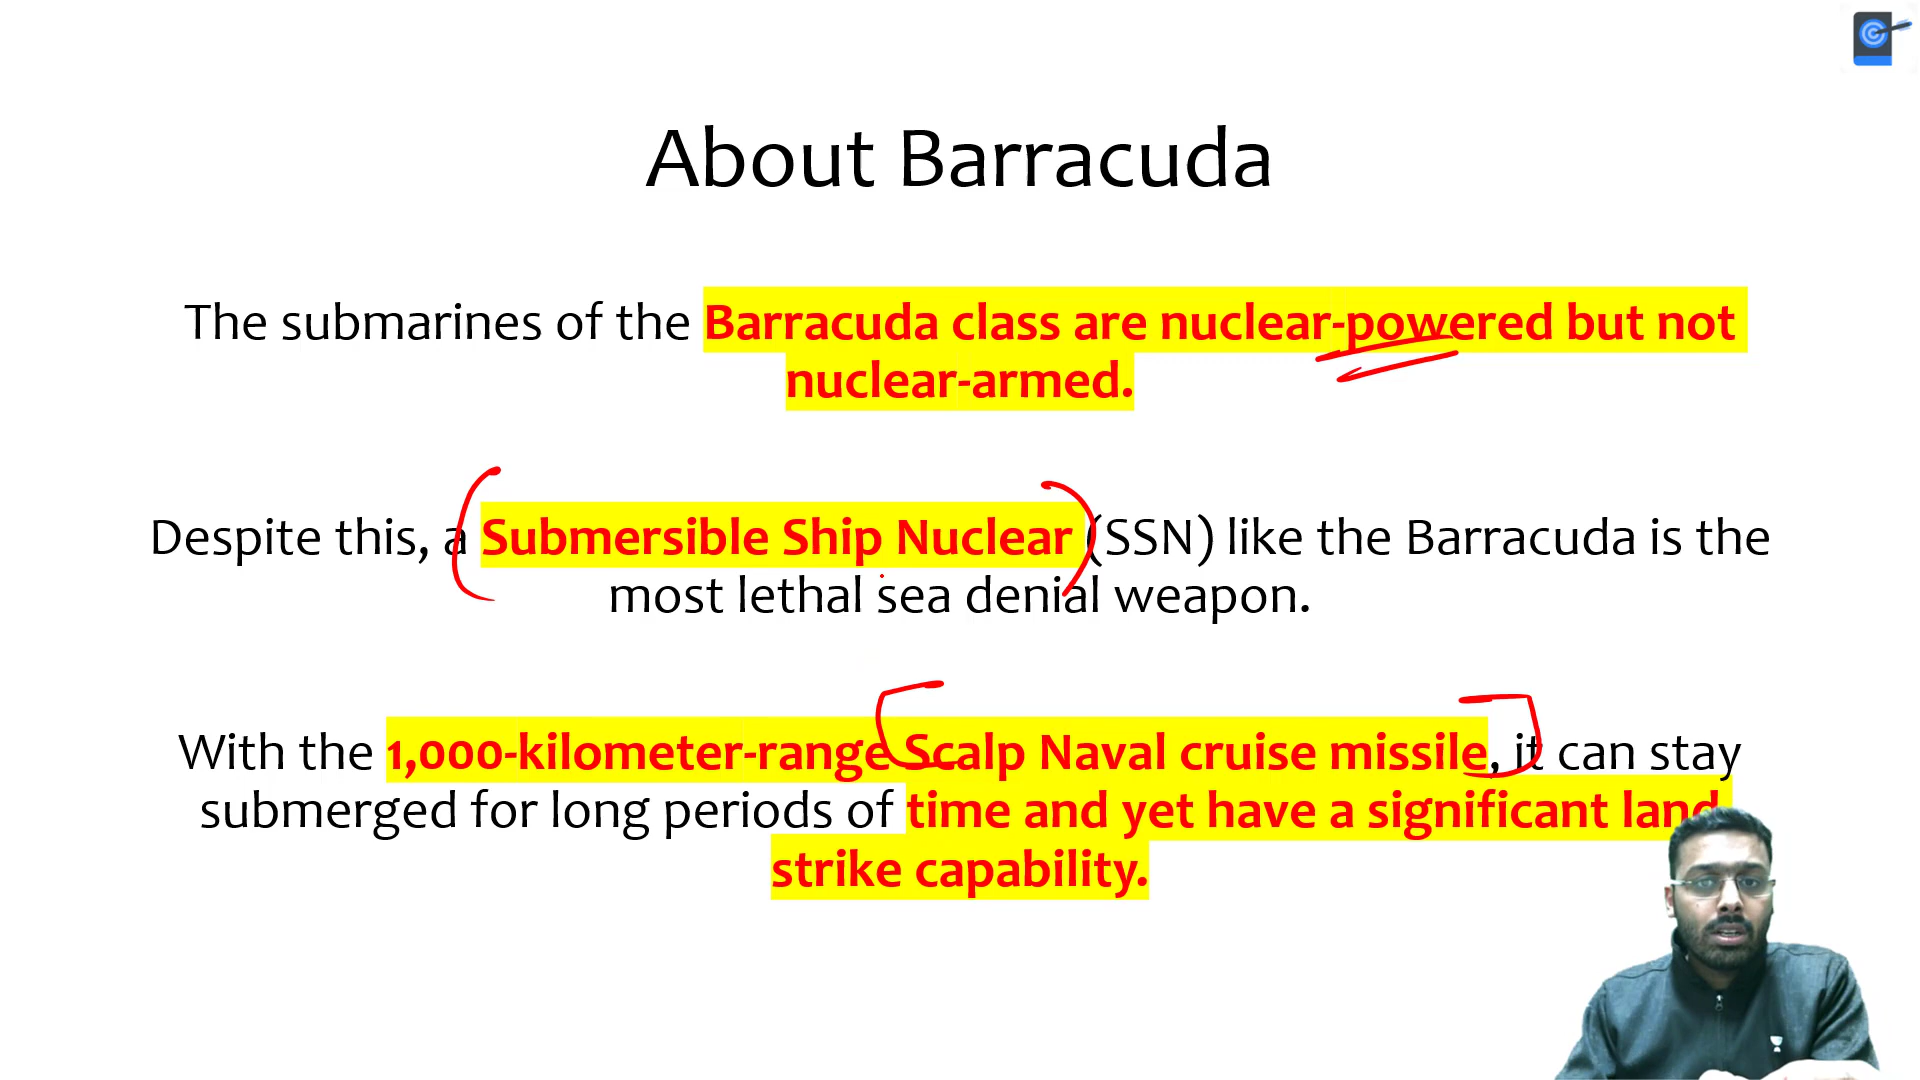 About Barracuda
The submarines of the Barracuda class are nuclear-powered but not
nuclear-armed.
Despite this, a Submersible Ship Nuclear (SSN) like the Barracuda is the
most lethal sea denial weapon.
With the 1,000-kilometer-range Scalp Naval cruise missile, it can stay
submerged for long periods of time and yet have a significant land
strike capability.